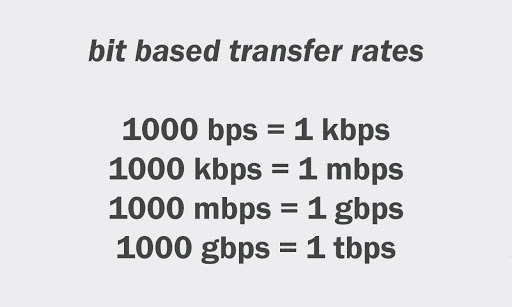 bit based transfer rates
1000 bps = 1 kbps
1000 kbps = 1 mbps
1000 mbps = 1 gbps
1000 gbps = 1 tbps